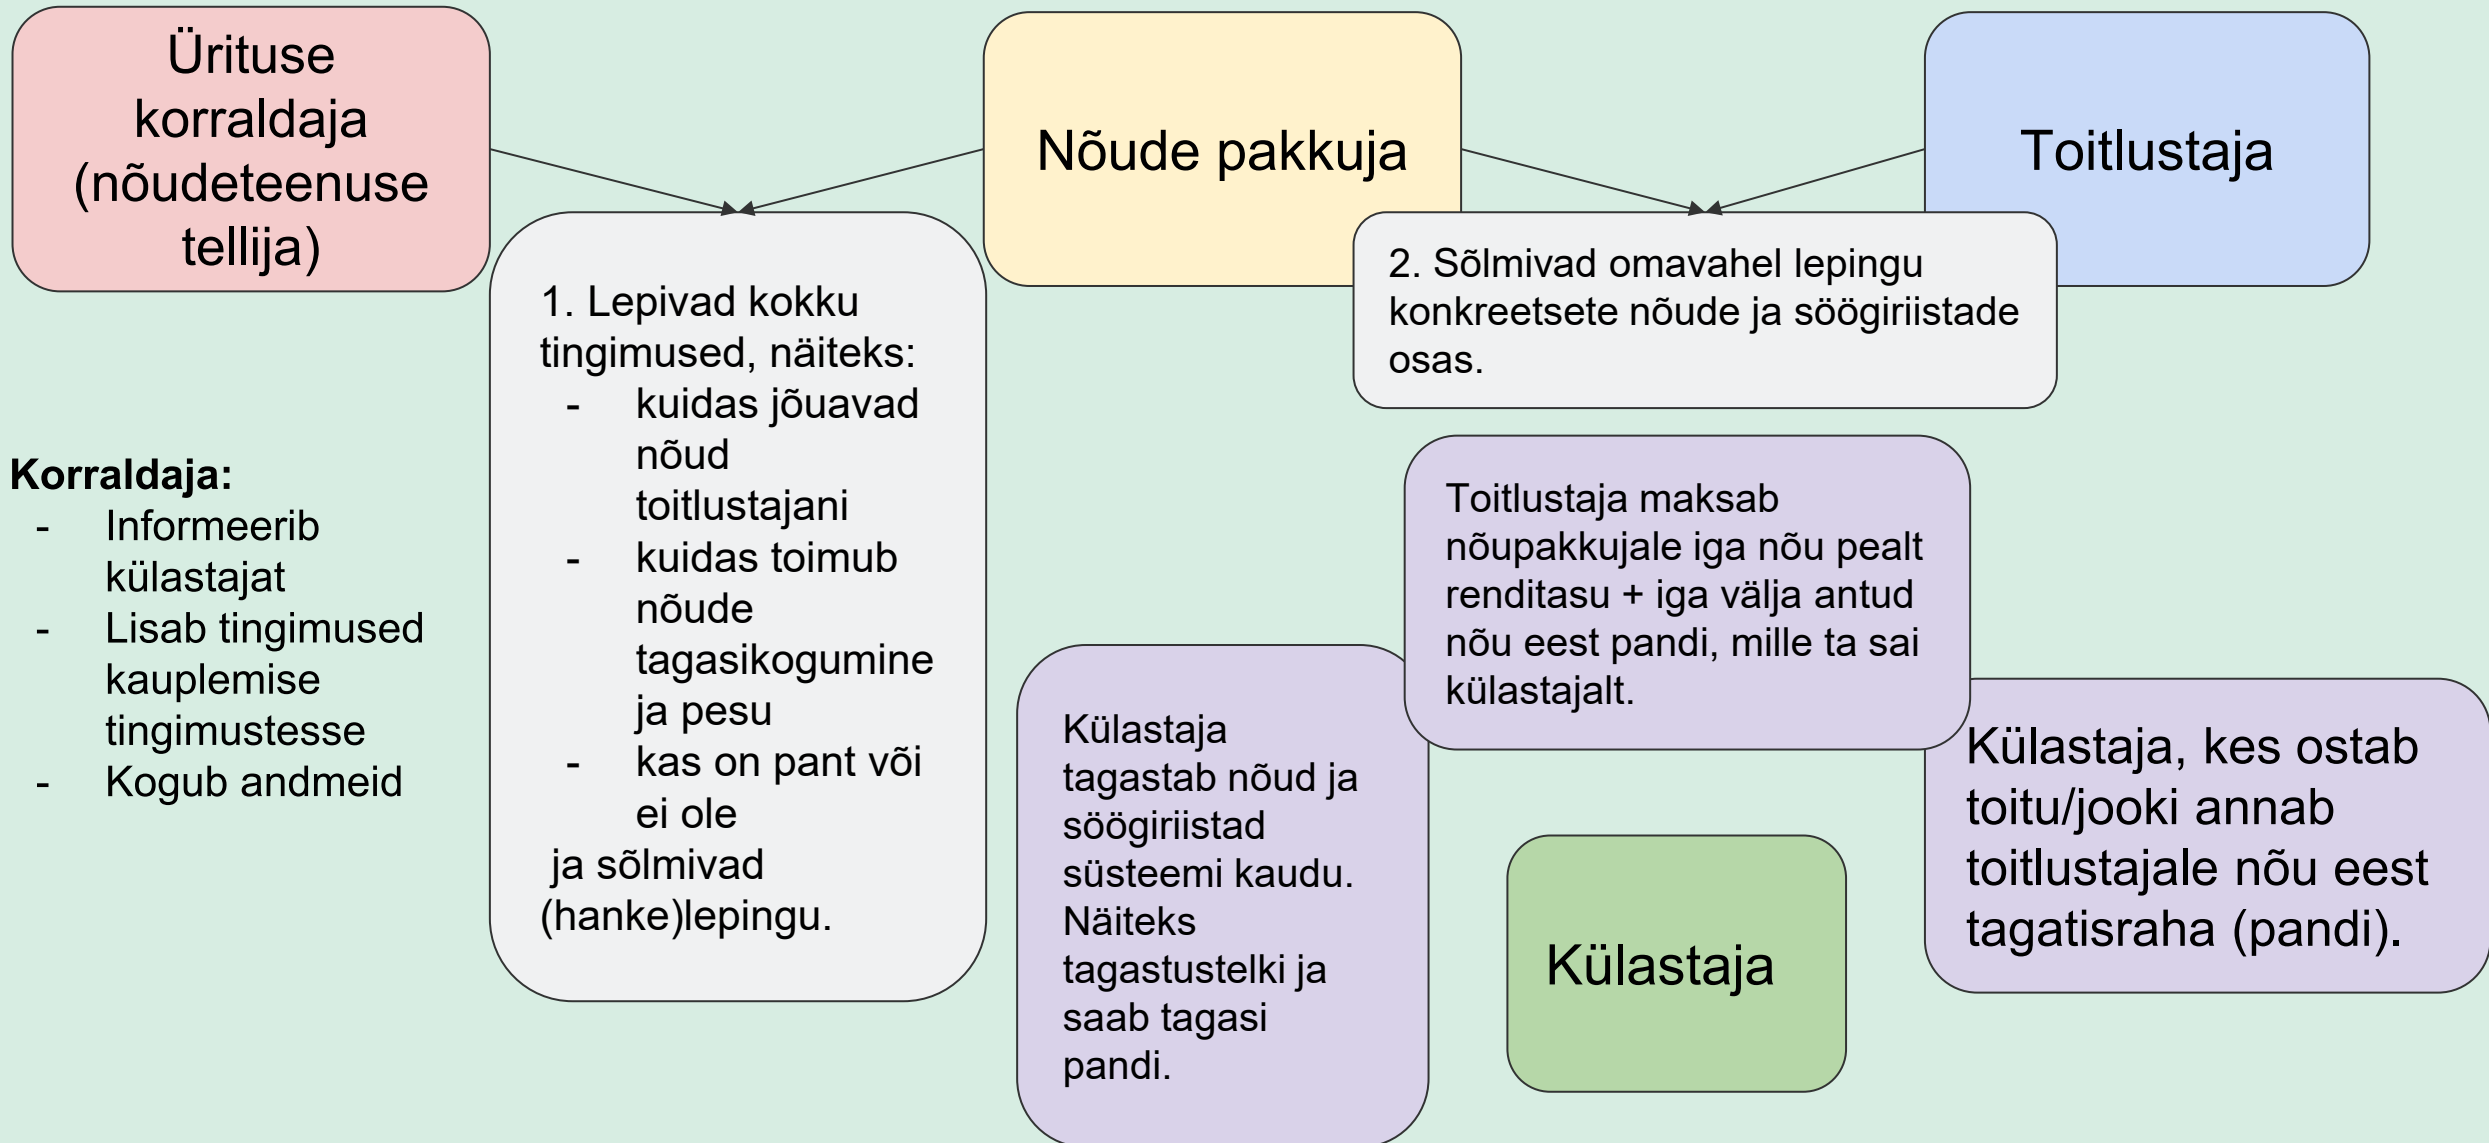 Ürituse
korraldaja
(nõudeteenuse
tellija)
Nõude pakkuja
Toitlustaja
1. Lepivad kokku
tingimused, näiteks:
- kuidas jõuavad
nõud
toitlustajani
- kuidas toimub
nõude
tagasikogumine
ja pesu
- kas on pant või
ei ole
ja sõlmivad
(hanke)lepingu.
2. Sõlmivad omavahel lepingu
konkreetsete nõude ja söögiriistade
osas.
Korraldaja:
- Informeerib
külastajat
- Lisab tingimused
kauplemise
tingimustesse
- Kogub andmeid
Toitlustaja maksab
nõupakkujale iga nõu pealt
renditasu + iga välja antud
nõu eest pandi, mille ta sai
külastajalt.
Külastaja
tagastab nõud ja
söögiriistad
süsteemi kaudu.
Näiteks
tagastustelki ja
saab tagasi
pandi.
Külastaja
Külastaja, kes ostab
toitu/jooki annab
toitlustajale nõu eest
tagatisraha (pandi).